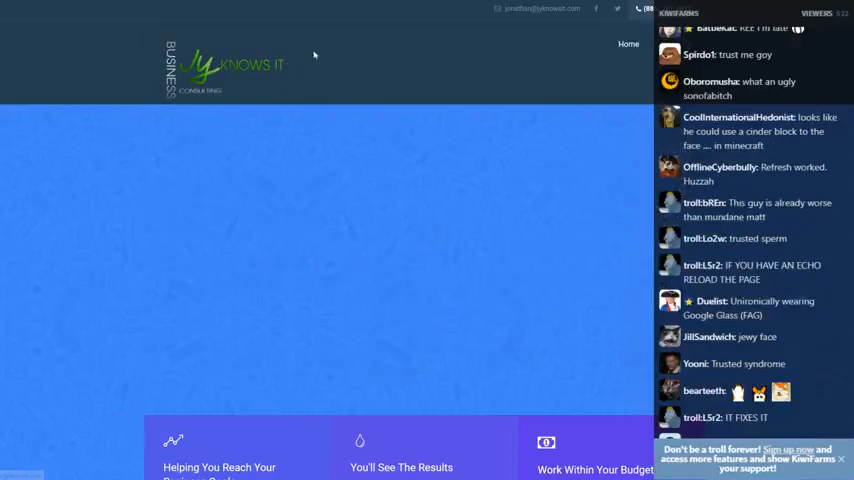 jonathan@jyknowsit.com
(88
Home
BUSINESS
Jy KNOWS IT
CONSULTING
Helping You Reach Your
You'll See The Results
Work Within Your Budget
KIWIFARMS
VIEWERS 522
BattleKat: REE I'm late
Spirdo1: trust me goy
Oboromusha: what an ugly
sonofabitch
CoolInternationalHedonist: looks like
he could use a cinder block to the
face .... in minecraft
OfflineCyberbully: Refresh worked.
Huzzah
troll:bREn: This guy is already worse
than mundane matt
troll:Lo2w: trusted sperm
troll:L5r2: IF YOU HAVE AN ECHO
RELOAD THE PAGE
Duelist: Unironically wearing
Google Glass (FAG)
JillSandwich: jewy face
Yooni: Trusted syndrome
bearteeth:
troll:L5r2: IT FIXES IT
Don't be a troll forever! Sign up now and
access more features and show KiwiFarms
your support!